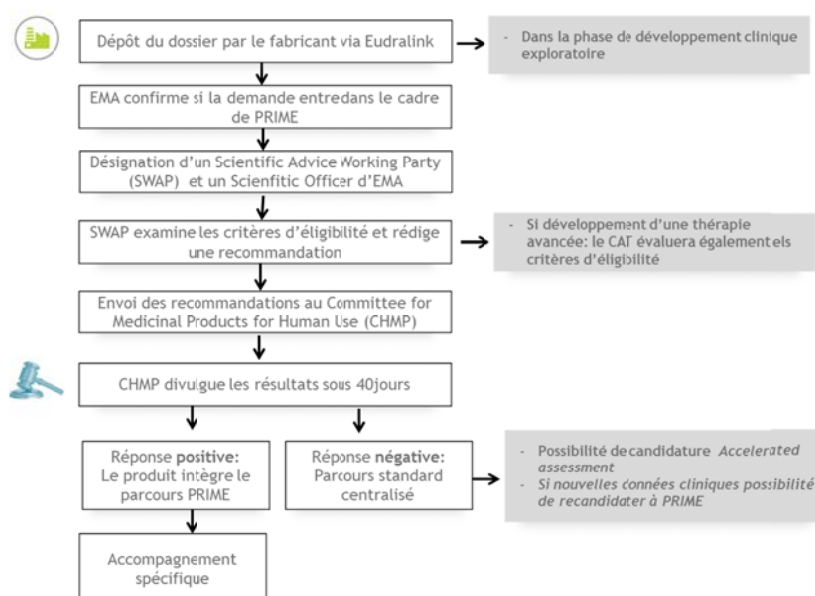 Dépôt du dossier par le fabricant via Eudralink
- Dans la phase de développement clinique
exploratoire
EMA confirme si la demande entredans le cadre
de PRIME
Désignation d'un Scientific Advice Working Party
(SWAP) et un Scienfitic Officer d'EMA
SWAP examine les critères d'éligibilité et rédige
une recommandation
- Si développement d'une thérapie
avancée: le CAT évaluera également els
critères d'éligibilité
Envoi des recommandations au Committee for
Medicinal Products for Human Use (CHMP)
CHMP divulgue les résultats sous 40jours
Réponse positive:
Le produit intègre le
parcours PRIME
Réponse négative:
Parcours standard
centralisé
- Possibilité decandidature Accelerated
assessment
- Si nouvelles données cliniques possibilité
de recandidater à PRIME
Accompagnement
spécifique